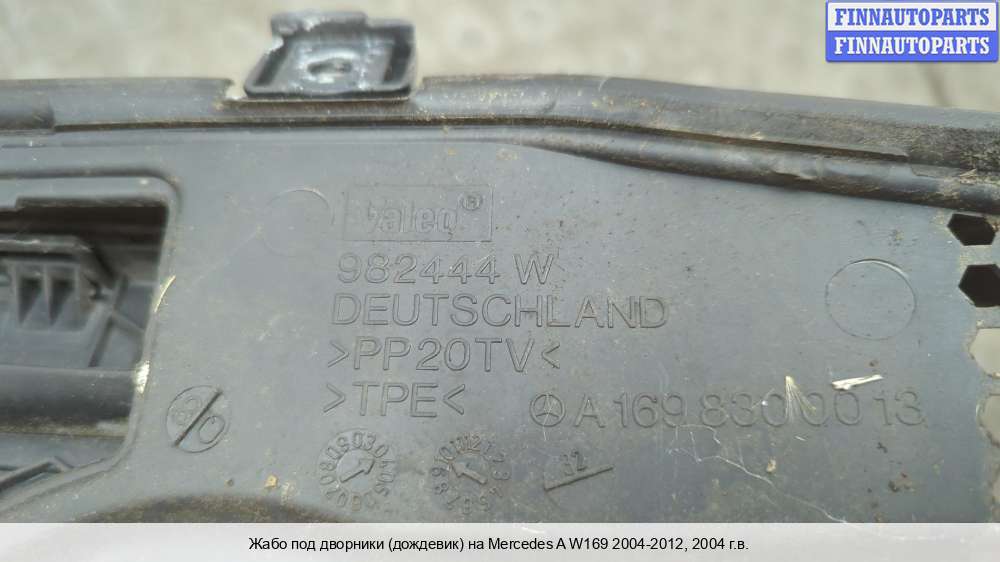 FINNAUTOPARTS
FINNAUTOPARTS
valeo®
982444 W
DEUTSCHLAND
>PP20TV<
>TPE<
A 169 830 00 13
Жабо под дворники (дождевик) на Mercedes A W169 2004-2012, 2004 г.в.